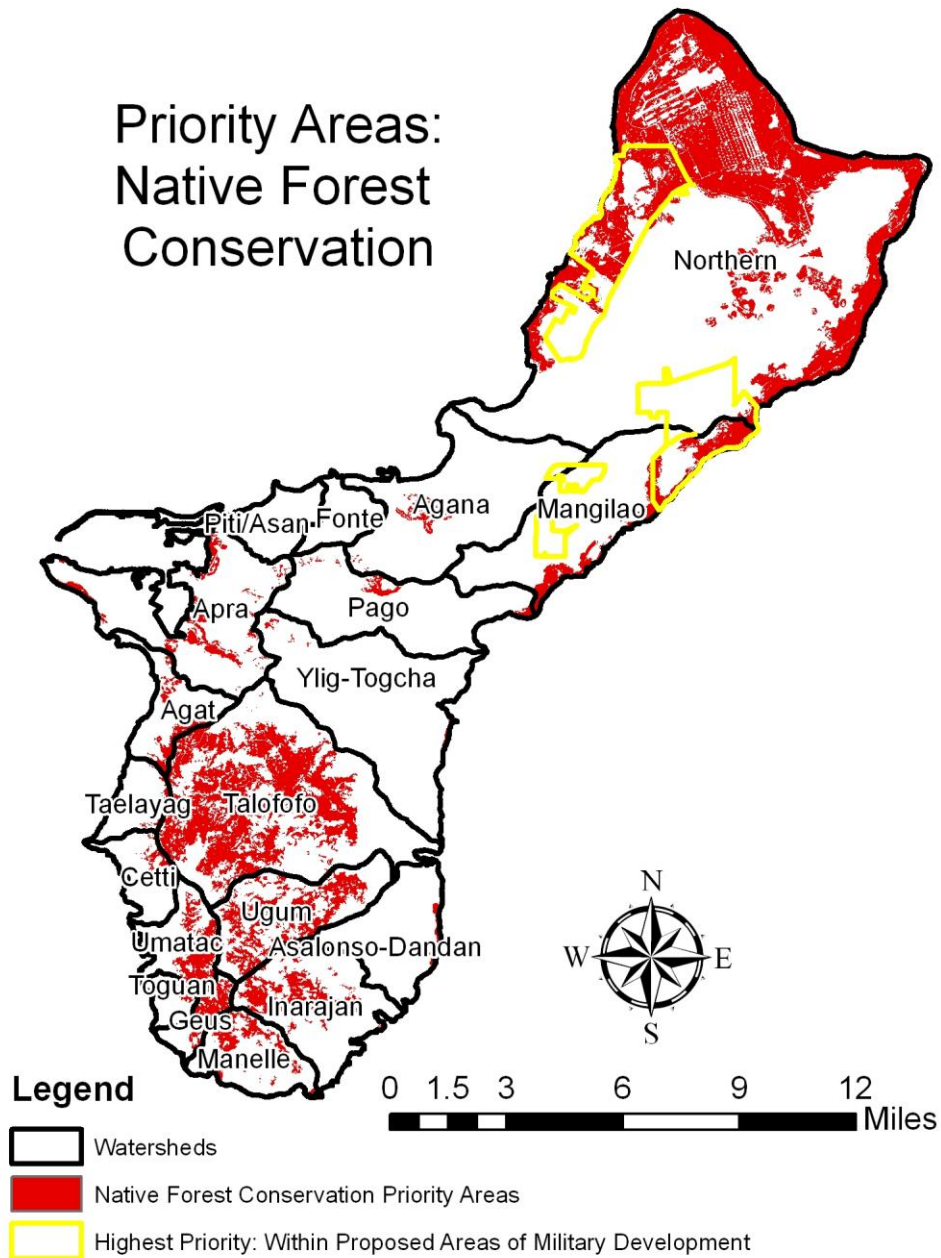 Priority Areas:
Native Forest
Conservation
Northern
Agana
Mangilao
Piti/Asan
Fonte
Apra
Pago
Ylig-Togcha
Agat
Taelayag
Talofofo
Cetti
Ugum
Umatac
Asalonso-Dandan
Toguan
Inarajan
Geus
Manelle
N
W E
S
Legend
0 1.5 3 6 9 12
Miles
Watersheds
Native Forest Conservation Priority Areas
Highest Priority: Within Proposed Areas of Military Development